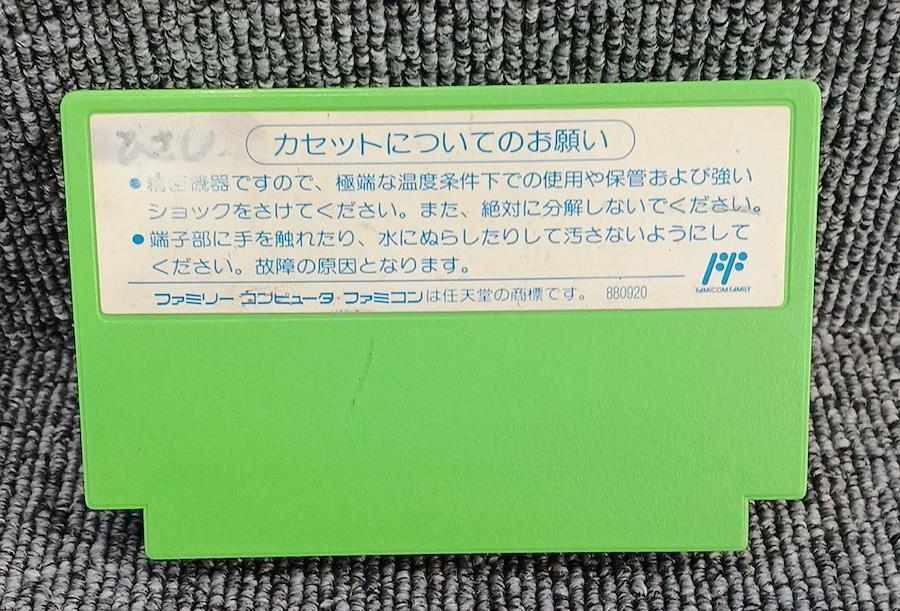 ひさし
カセットについてのお願い
●精密機器ですので、極端な温度条件下での使用や保管および強い
ショックをさけてください。また、絶対に分解しないでください。
●端子部に手を触れたり、水にぬらしたりして汚さないようにして
ください。故障の原因となります。
FAMICOM FAMILY
ファミリーコンピュータ・ファミコンは任天堂の商標です。 880920